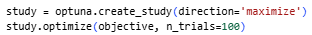 study = optuna.create_study(direction='maximize')
study.optimize(objective, n_trials=100)